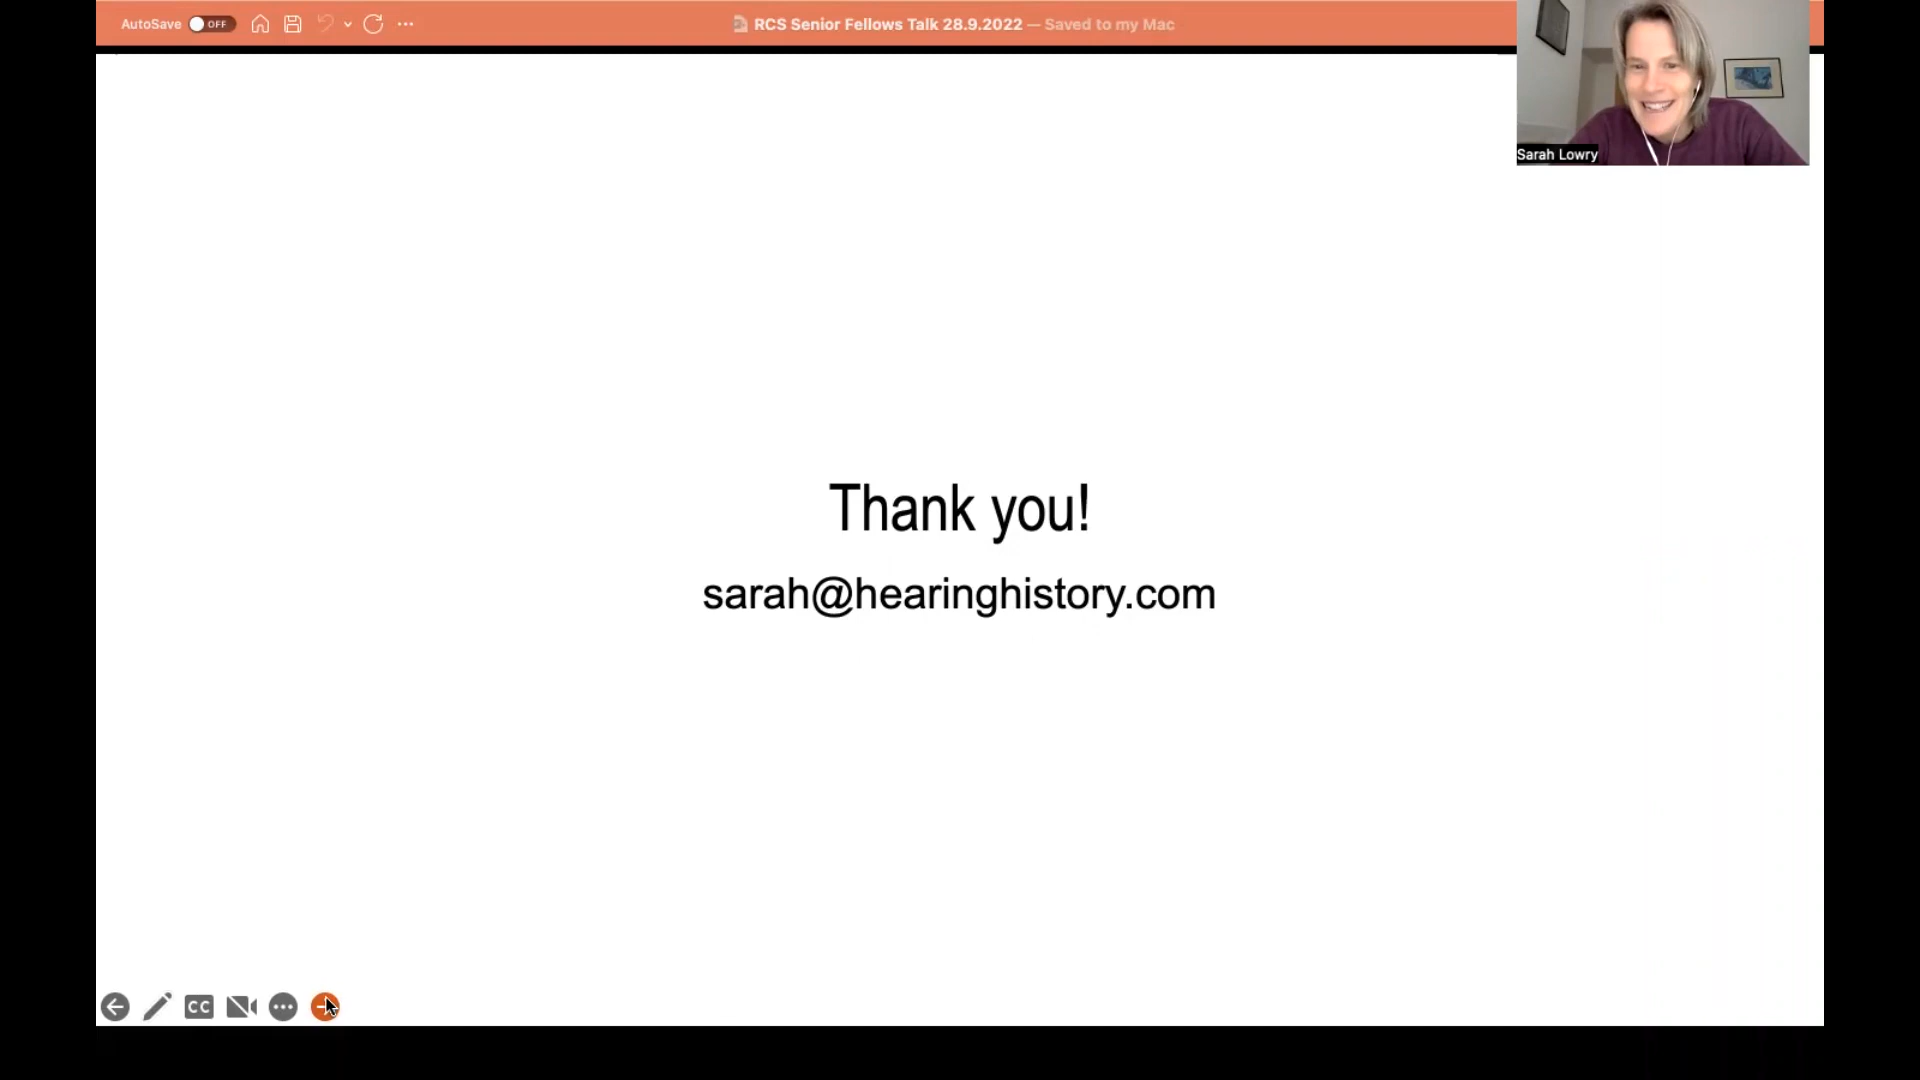 AutoSave OFF
RCS Senior Fellows Talk 28.9.2022 — Saved to my Mac
Sarah Lowry
Thank you!
sarah@hearinghistory.com
CC